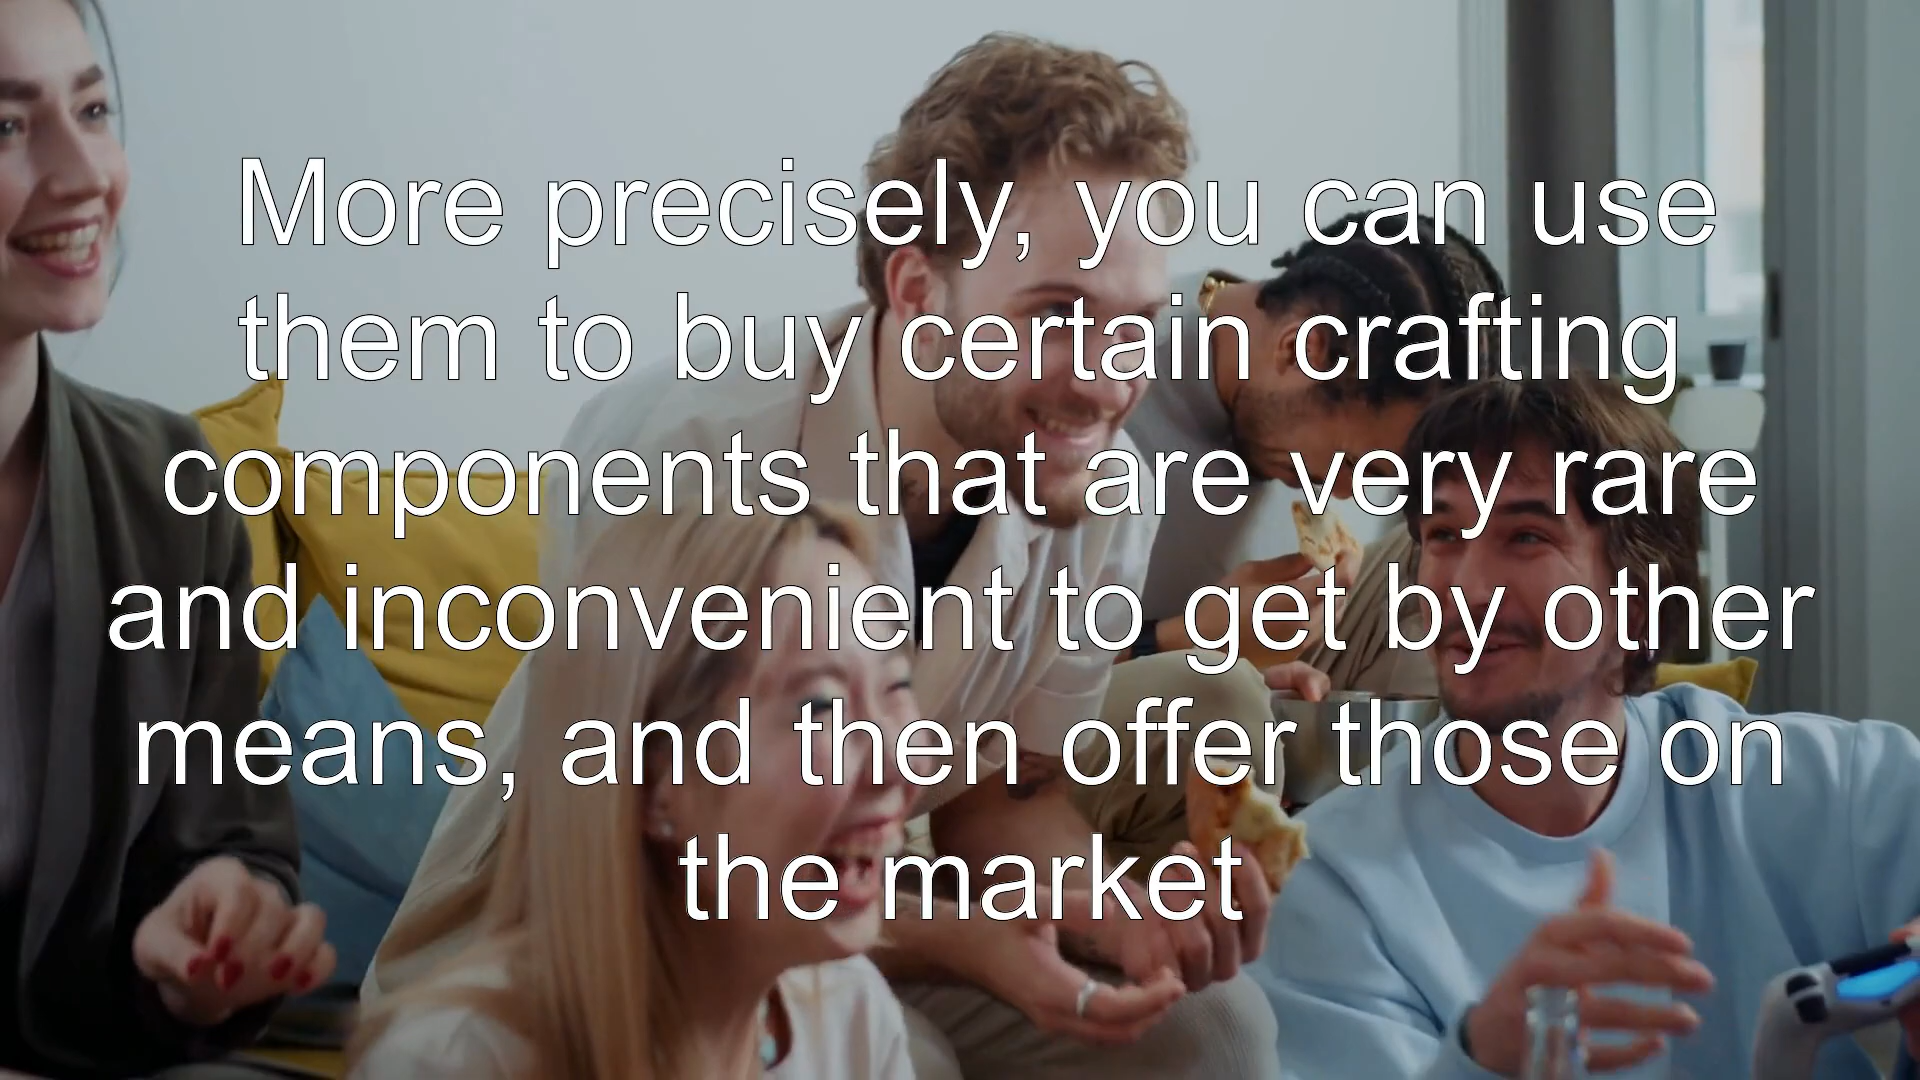 More precisely, you can use
them to buy certain crafting
components that are very rare
and inconvenient to get by other
means, and then offer those on
the market